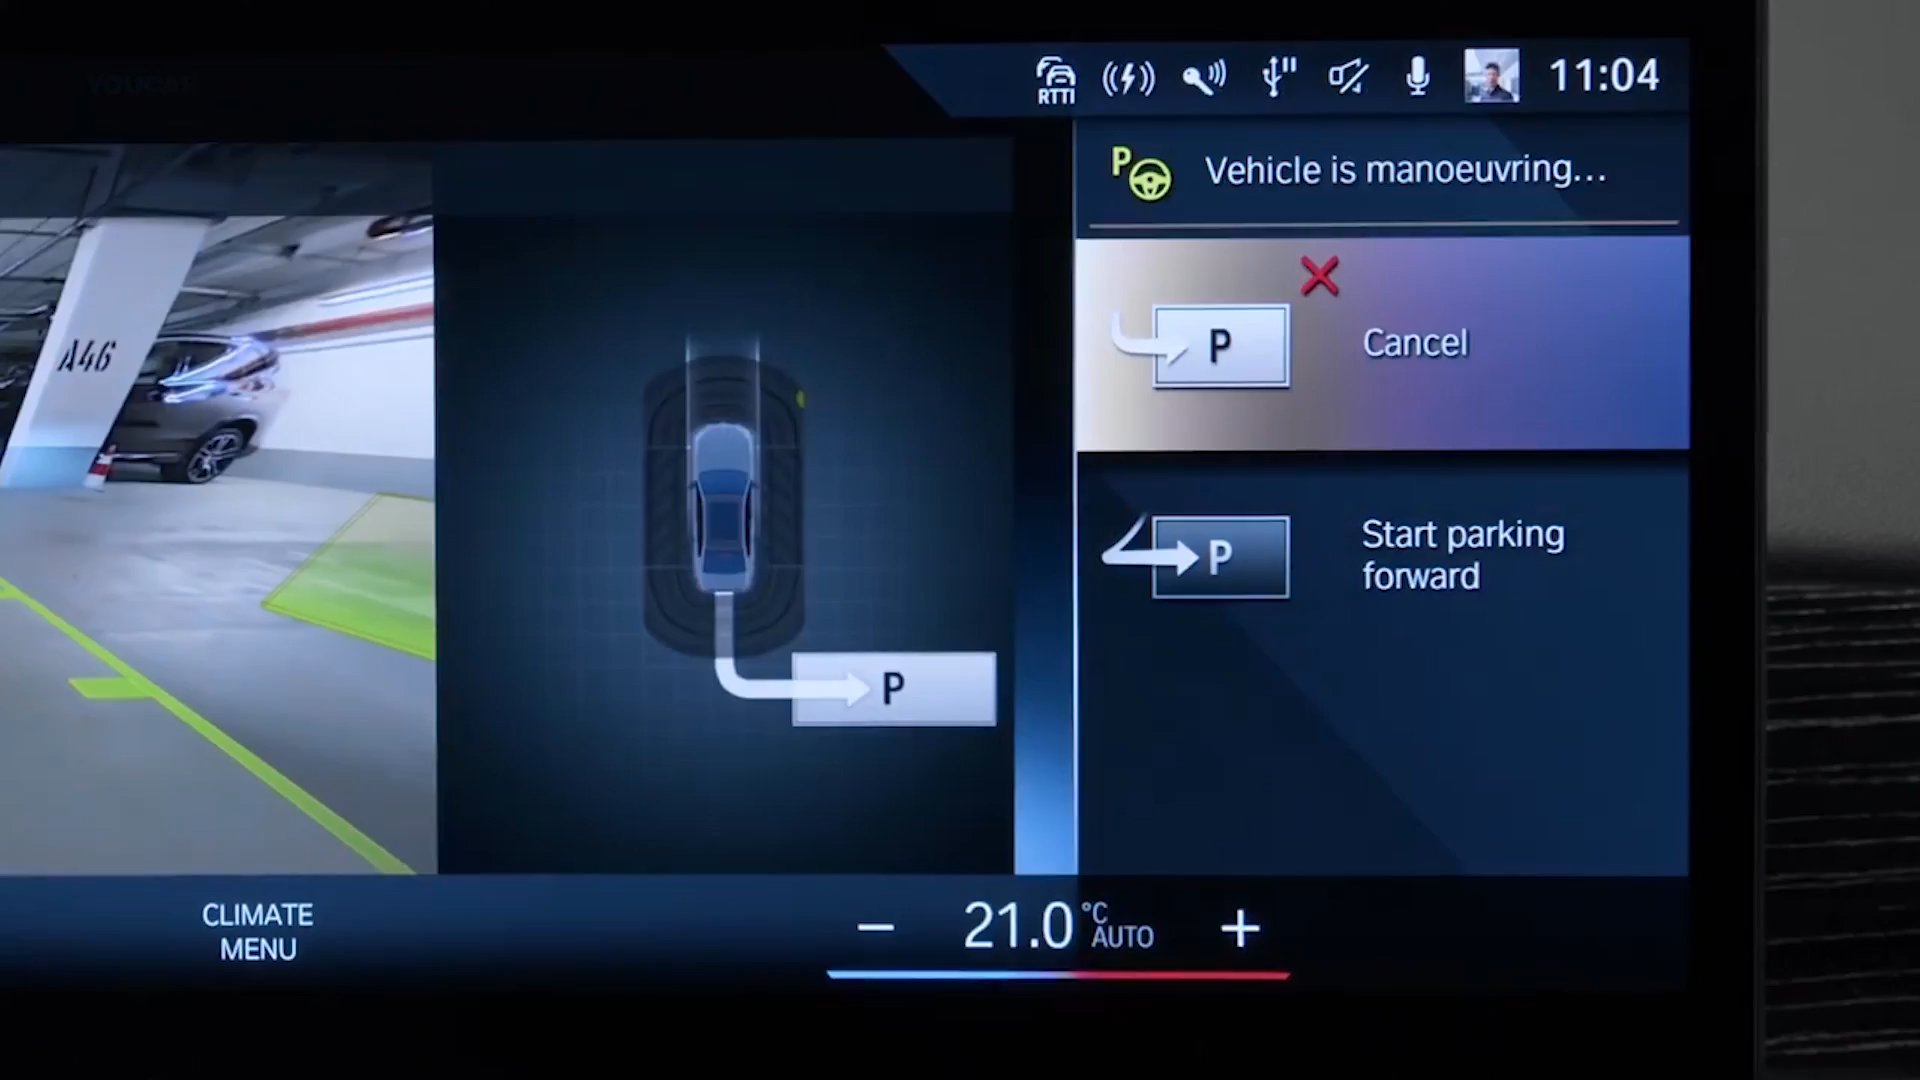 RTTI
11:04
Vehicle is manoeuvring...
A46
P
Cancel
P
Start parking
forward
P
P
CLIMATE
MENU
21.0 °C
AUTO